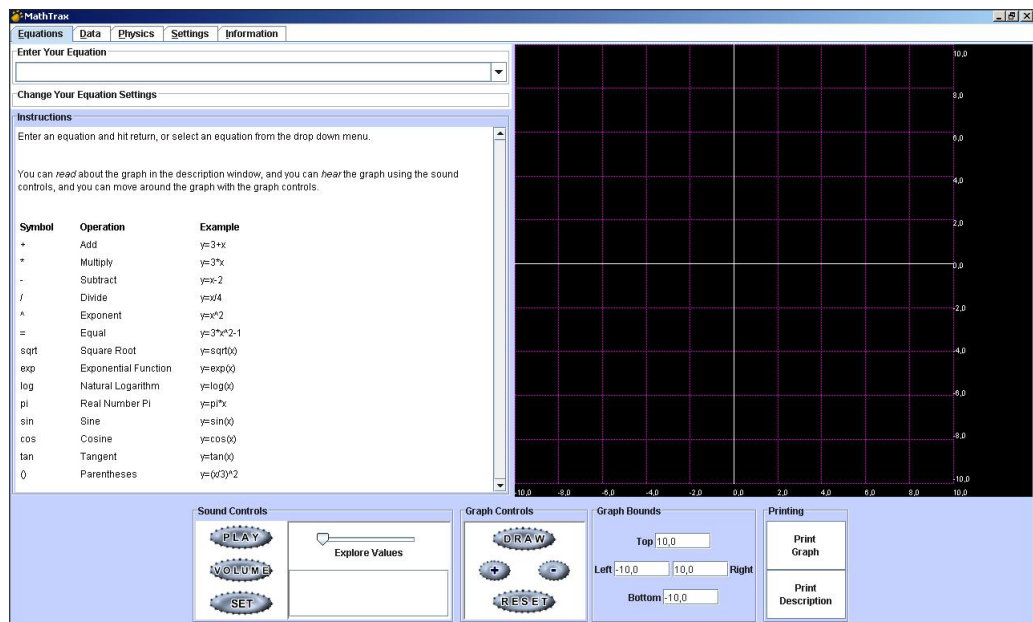 MathTrax
Equations Data Physics Settings Information
Enter Your Equation
Change Your Equation Settings
Instructions
Enter an equation and hit return, or select an equation from the drop down menu.
You can read about the graph in the description window, and you can hear the graph using the sound
controls, and you can move around the graph with the graph controls.
Symbol Operation Example
+ Add y=3+x
* Multiply y=3*x
- Subtract y=x-2
/ Divide y=x/4
^ Exponent y=x^2
= Equal y=3*x^2-1
sqrt Square Root y=sqrt(x)
exp Exponential Function y=exp(x)
log Natural Logarithm y=log(x)
pi Real Number Pi y=pi*x
sin Sine y=sin(x)
cos Cosine y=cos(x)
tan Tangent y=tan(x)
() Parentheses y=(x/3)^2
10,0
8,0
6,0
4,0
2,0
0,0
-2,0
-4,0
-6,0
-8,0
-10,0
-10,0 -8,0 -6,0 -4,0 -2,0 0,0 2,0 4,0 6,0 8,0 10,0
Sound Controls
PLAY
VOLUME
SET
Explore Values
Graph Controls
DRAW
+ -
RESET
Graph Bounds
Top 10,0
Left -10,0 10,0 Right
Bottom -10,0
Printing
Print
Graph
Print
Description